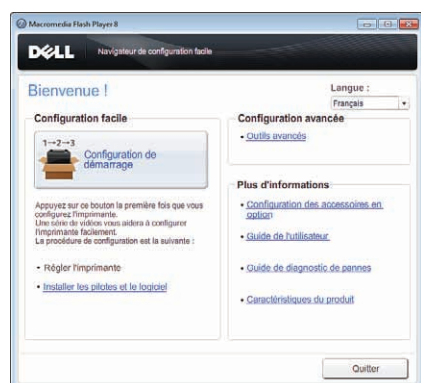 Macromedia Flash Player 8
DELL
Navigateur de configuration facile
Bienvenue !
Langue :
Français
Configuration facile
1→2→3
Configuration de
démarrage
Appuyez sur ce bouton la première fois que vous
configurez l'imprimante.
Une série de vidéos vous aidera à configurer
l'imprimante facilement.
La procédure de configuration est la suivante :
• Régler l'imprimante
• Installer les pilotes et le logiciel
Configuration avancée
• Outils avancés
Plus d'informations
• Configuration des accessoires en
option
• Guide de l'utilisateur
• Guide de diagnostic de pannes
• Caractéristiques du produit
Quitter